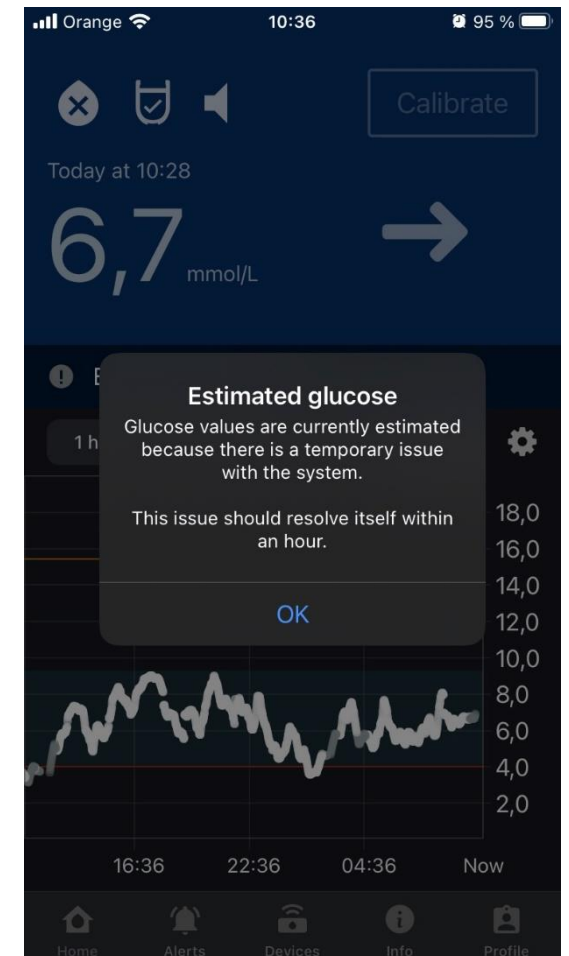 Orange 10:36 95 %
Calibrate
Today at 10:28
6,7 mmol/L
Estimated glucose
Glucose values are currently estimated
because there is a temporary issue
with the system.
This issue should resolve itself within
an hour.
OK
1 h
18,0
16,0
14,0
12,0
10,0
8,0
6,0
4,0
2,0
16:36 22:36 04:36 Now
Home Alerts Devices Info Profile